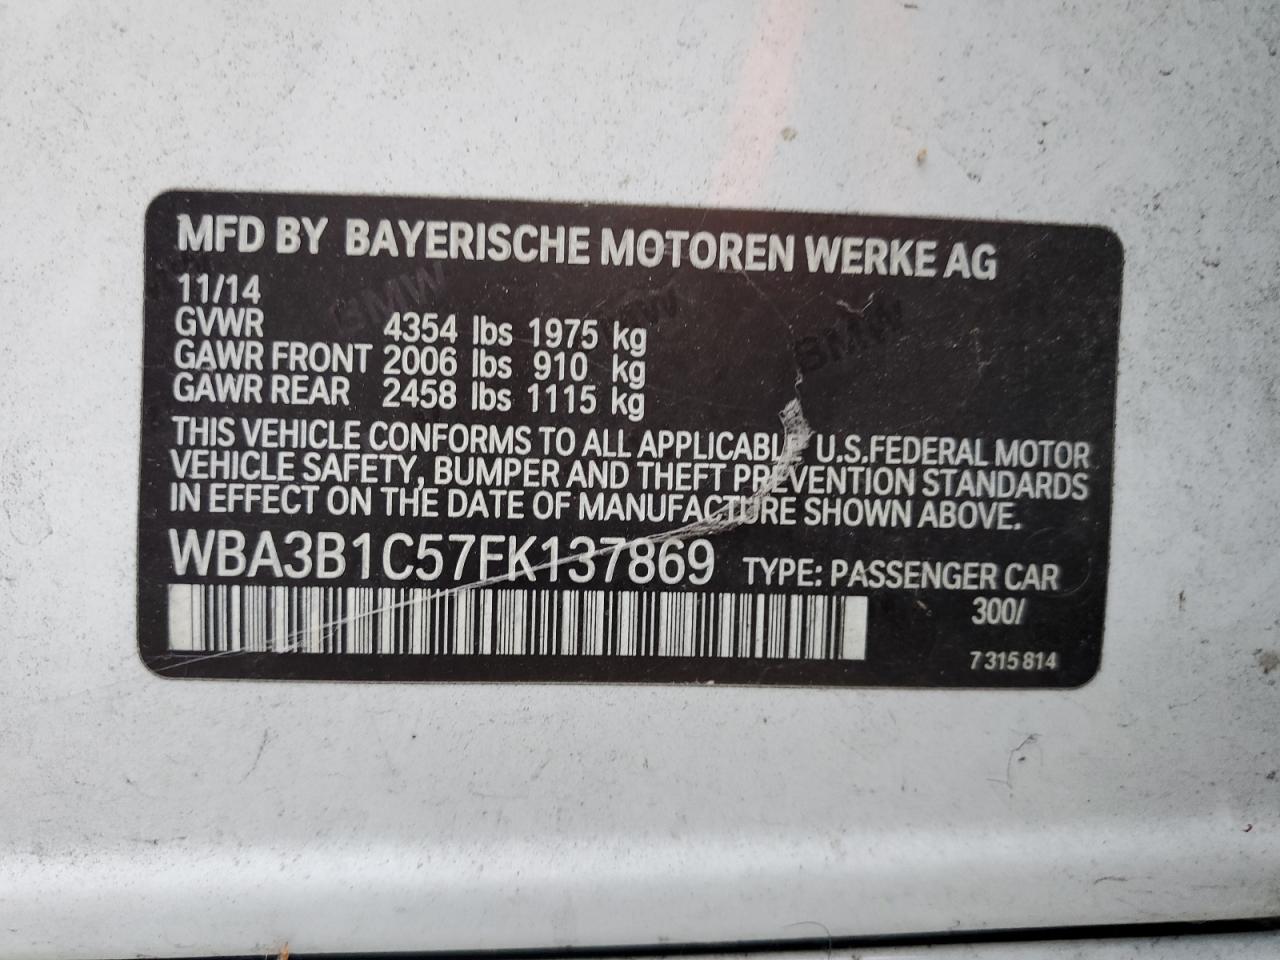 MFD BY BAYERISCHE MOTOREN WERKE AG
11/14
GVWR 4354 lbs 1975 kg
GAWR FRONT 2006 lbs 910 kg
GAWR REAR 2458 lbs 1115 kg
THIS VEHICLE CONFORMS TO ALL APPLICABLE U.S.FEDERAL MOTOR
VEHICLE SAFETY, BUMPER AND THEFT PREVENTION STANDARDS
IN EFFECT ON THE DATE OF MANUFACTURE SHOWN ABOVE.
WBA3B1C57FK137869 TYPE: PASSENGER CAR
300/
7 315 814
BMW
BMW
BMW